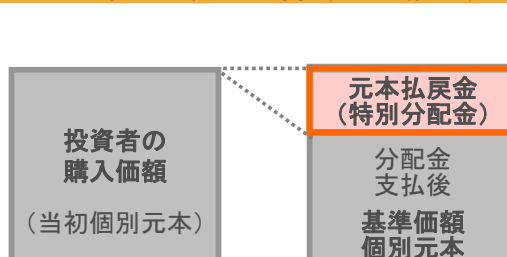 投資者の
購入価額
（当初個別元本）
元本払戻金
（特別分配金）
分配金
支払後
基準価額
個別元本